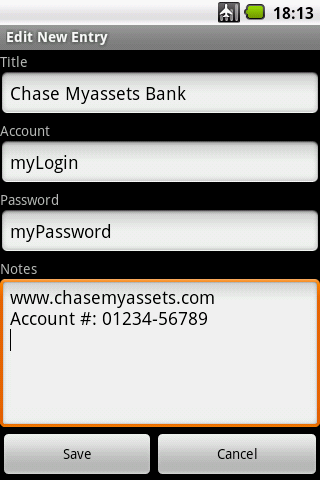 18:13
Edit New Entry
Title
Chase Myassets Bank
Account
myLogin
Password
myPassword
Notes
www.chasemyassets.com
Account #: 01234-56789
Save Cancel